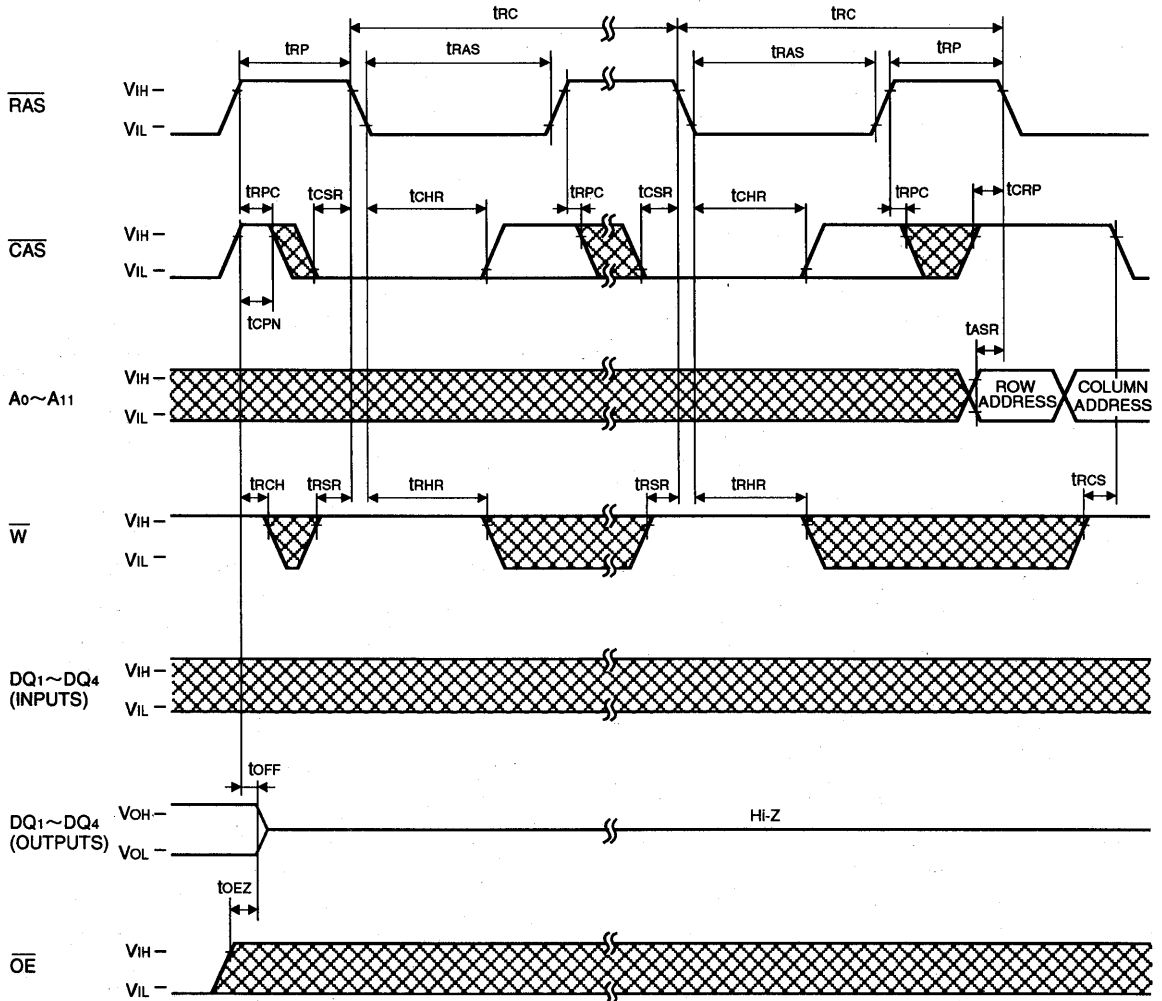 tRC tRC
tRP tRAS tRAS tRP
RAS
VIH
VIL
tRPC tCSR tCHR tRPC tCSR tCHR tRPC tCRP
CAS
VIH
VIL
tCPN
tASR
A0~A11
VIH
VIL
ROW ADDRESS
COLUMN ADDRESS
tRCH tRSR tRHR tRSR tRHR tRCS
W
VIH
VIL
DQ1~DQ4
(INPUTS)
VIH
VIL
tOFF
DQ1~DQ4
(OUTPUTS)
VOH
VOL
Hi-Z
tOEZ
OE
VIH
VIL